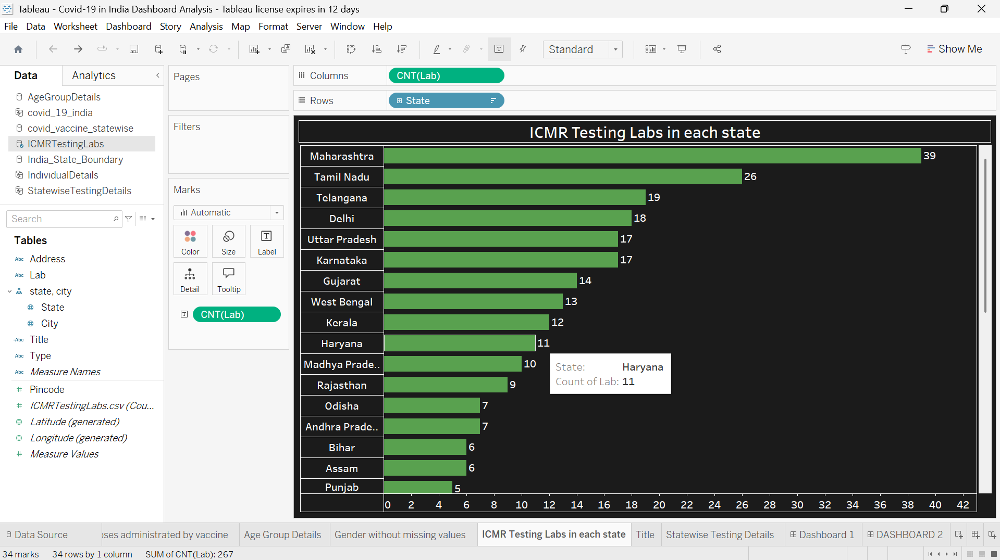 Tableau - Covid-19 in India Dashboard Analysis - Tableau license expires in 12 days
File Data Worksheet Dashboard Story Analysis Map Format Server Window Help
Standard
Show Me
Data
Analytics
AgeGroupDetails
covid_19_india
covid_vaccine_statewise
ICMRTestingLabs
India_State_Boundary
IndividualDetails
StatewiseTestingDetails
Search
Tables
Abc Address
Abc Lab
state, city
State
City
=Abc Title
Abc Type
Abc Measure Names
# Pincode
# ICMRTestingLabs.csv (Cou...
Latitude (generated)
Longitude (generated)
# Measure Values
Pages
Filters
Marks
Automatic
Color
Size
Label
Detail
Tooltip
CNT(Lab)
Columns
CNT(Lab)
Rows
State
ICMR Testing Labs in each state
Maharashtra 39
Tamil Nadu 26
Telangana 19
Delhi 18
Uttar Pradesh 17
Karnataka 17
Gujarat 14
West Bengal 13
Kerala 12
Haryana 11
Madhya Prade.. 10
Rajasthan 9
Odisha 7
Andhra Prade.. 7
Bihar 6
Assam 6
Punjab 5
State: Haryana
Count of Lab: 11
0 2 4 6 8 10 12 14 16 18 20 22 24 26 28 30 32 34 36 38 40 42
Data Source
oses administrated by vaccine
Age Group Details
Gender without missing values
ICMR Testing Labs in each state
Title
Statewise Testing Details
Dashboard 1
DASHBOARD 2
34 marks 34 rows by 1 column SUM of CNT(Lab): 267